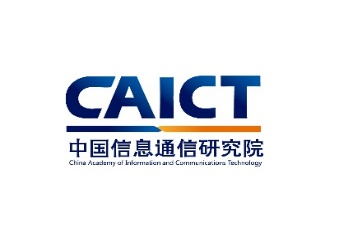 CAICT
中国信息通信研究院
China Academy of Information and Communications Technology